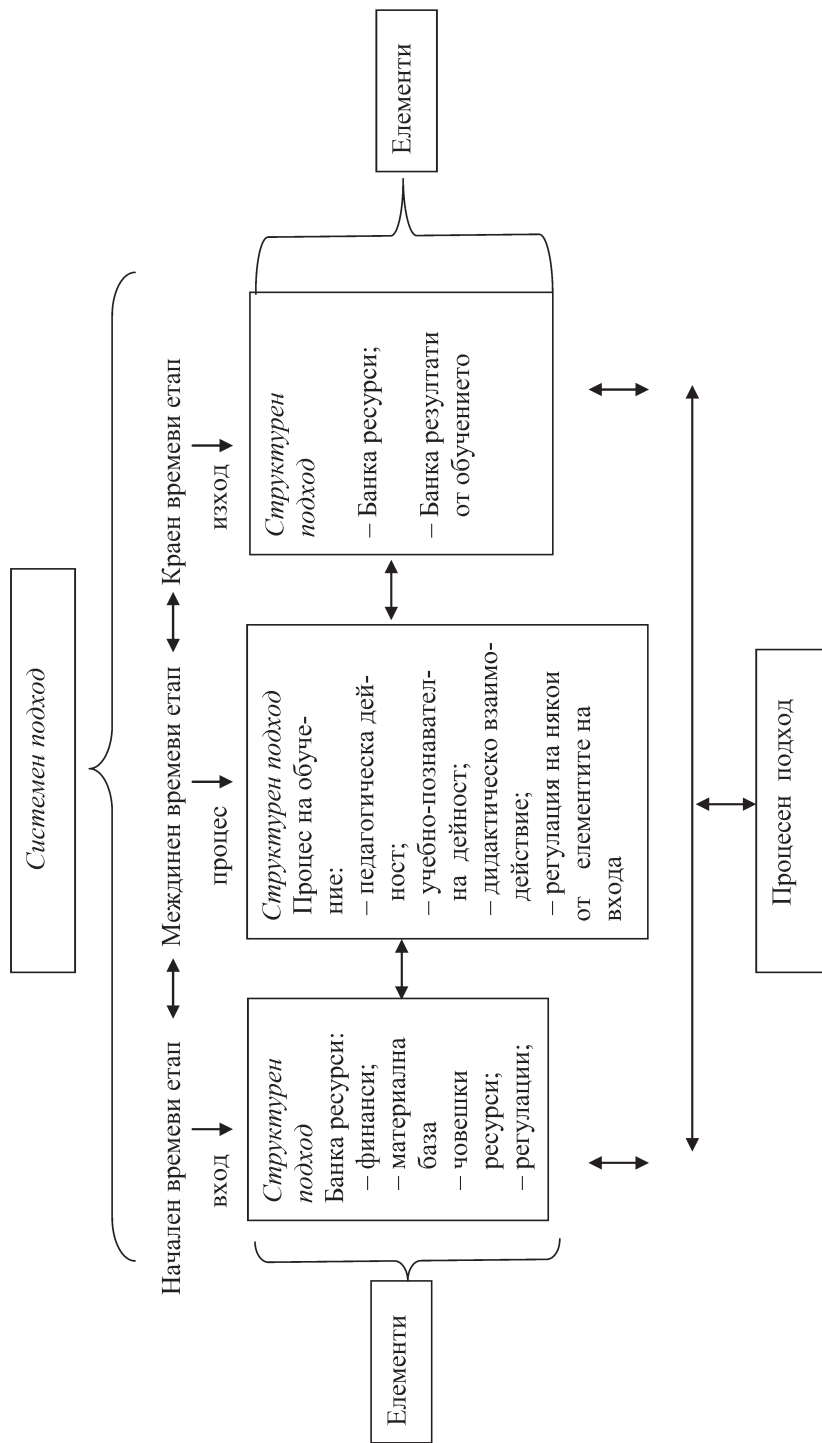 Системен подход
Начален времеви етап
Междинен времеви етап
Краен времеви етап
вход
процес
изход
Елементи
Структурен
подход
Банка ресурси:
– финанси;
– материална
база
– човешки
ресурси;
– регулации;
Структурен подход
Процес на обуче-
ние:
– педагогическа дей-
ност;
– учебно-познавател-
на дейност;
– дидактическо взаимо-
действие;
– регулация на някои
от елементите на
входа
Структурен
подход
– Банка ресурси;
– Банка резултати
от обучението
Елементи
Процесен подход